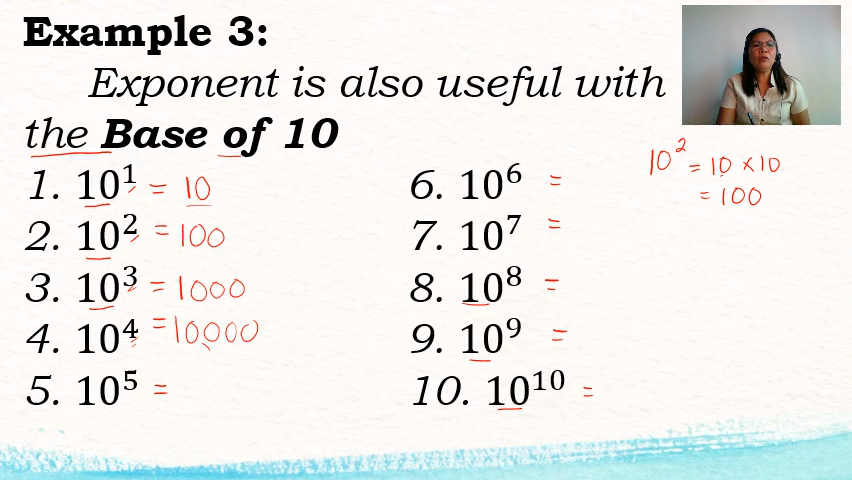 Example 3:
Exponent is also useful with
the Base of 10
1. 10¹ = 10
2. 10² = 100
3. 10³ = 1000
4. 10⁴ = 10,000
5. 10⁵ =
6. 10⁶ =
7. 10⁷ =
8. 10⁸ =
9. 10⁹ =
10. 10¹⁰ =
10² = 10 × 10
= 100